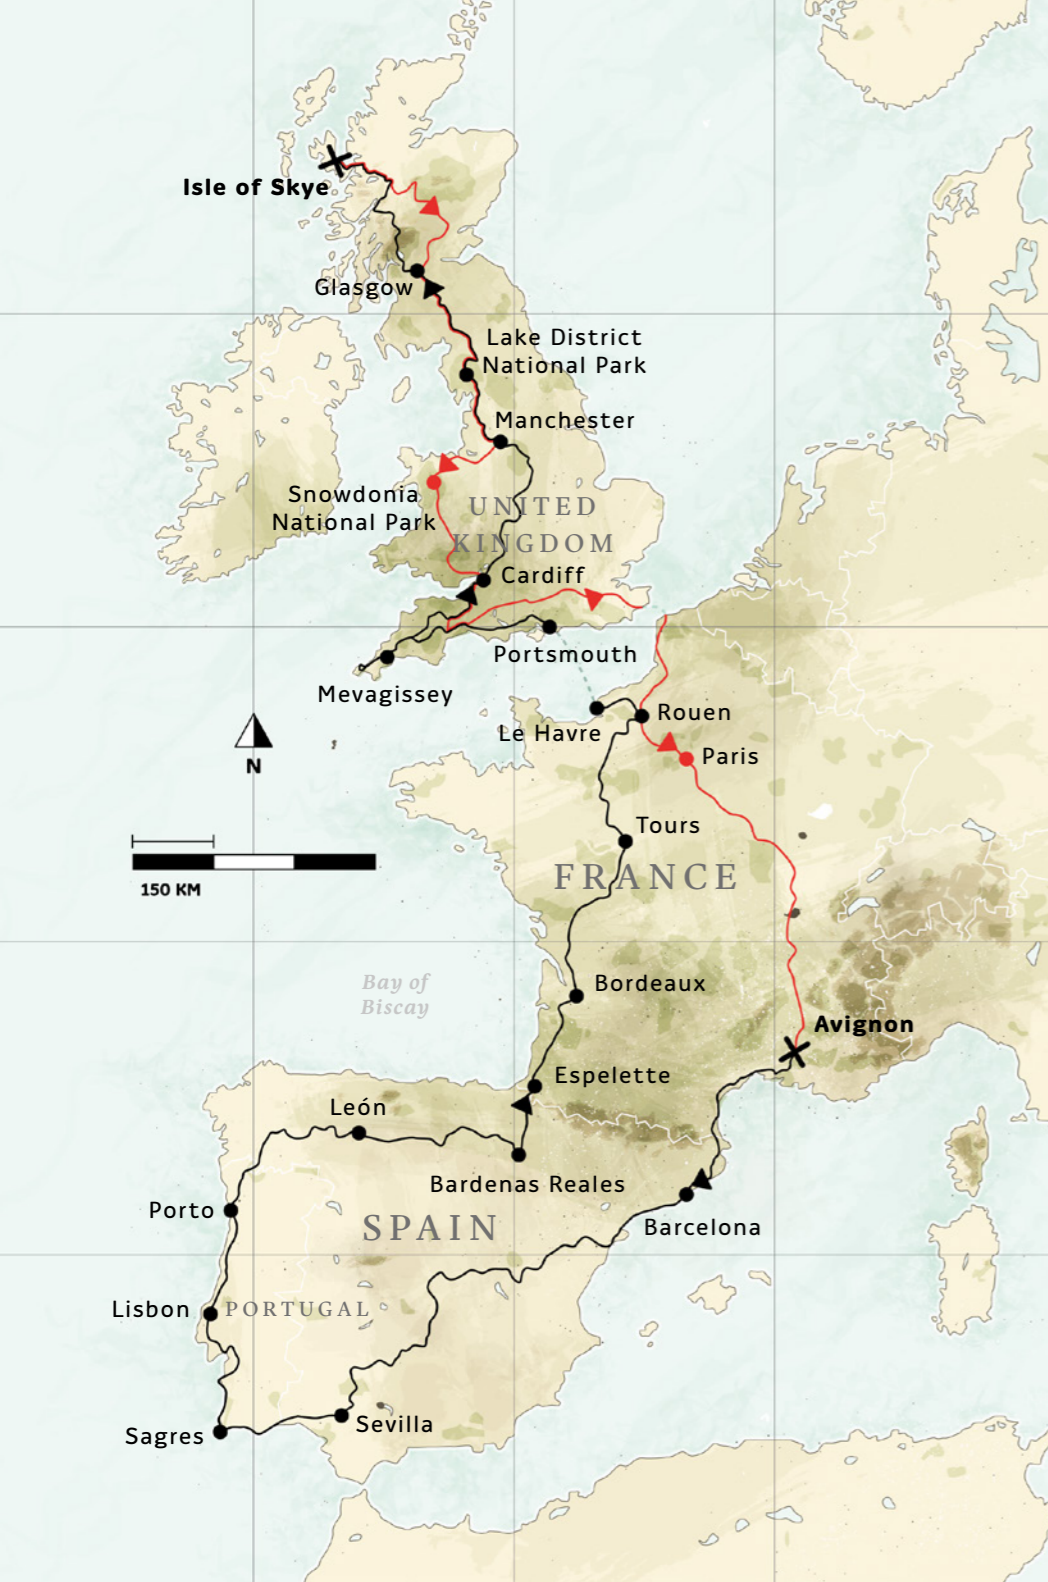 Isle of Skye
Glasgow
Lake District
National Park
Manchester
Snowdonia
National Park
UNITED
KINGDOM
Cardiff
Portsmouth
Mevagissey
Rouen
Le Havre
N
Paris
Tours
FRANCE
150 KM
Bay of
Biscay
Bordeaux
Avignon
Espelette
León
Bardenas Reales
Porto
SPAIN
Barcelona
Lisbon
PORTUGAL
Sevilla
Sagres